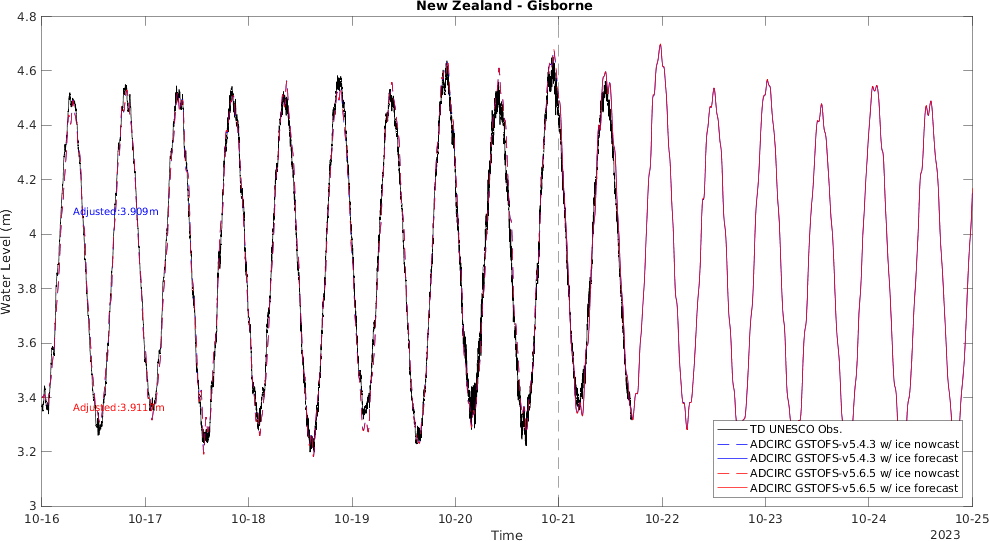 New Zealand - Gisborne
4.8
4.6
4.4
4.2
4
3.8
3.6
3.4
3.2
3
Water Level (m)
Adjusted:3.909m
TD UNESCO Obs.
ADCIRC GSTOFS-v5.4.3 w/ ice nowcast
ADCIRC GSTOFS-v5.4.3 w/ ice forecast
ADCIRC GSTOFS-v5.6.5 w/ ice nowcast
ADCIRC GSTOFS-v5.6.5 w/ ice forecast
10-16 10-17 10-18 10-19 10-20 10-21 10-22 10-23 10-24 10-25
Time
2023